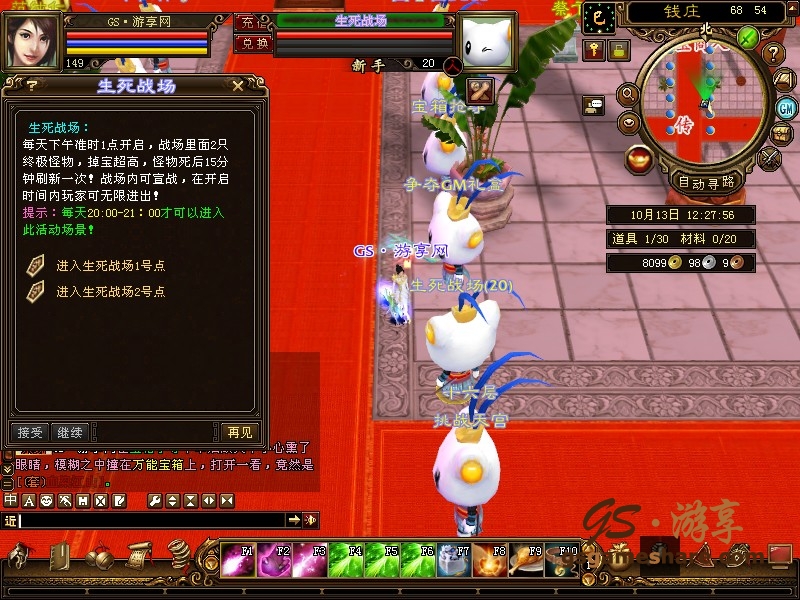 GS·游享网
149
充值
兑换
生死战场
新手
20
钱庄 68 54
北
传
自动寻路
GM
10月13日 12:27:56
道具 1/30 材料 0/20
8099 98 9
生死战场
生死战场：
每天下午准时1点开启，战场里面2只
终极怪物，掉宝超高，怪物死后15分
钟刷新一次！战场内可宣战，在开启
时间内玩家可无限进出！
提示：每天20:00-21：00才可以进入
此活动场景！
进入生死战场1号点
进入生死战场2号点
接受 继续 再见
宝箱抢
争夺GM礼盒
GS·游享网
生死战场(20)
十六层
挑战天宫
心熏了
眼睛，模糊之中撞在万能宝箱上，打开一看，竟然是
中 A
近
F1 F2 F3 F4 F5 F6 F7 F8 F9 F10
GS·游享